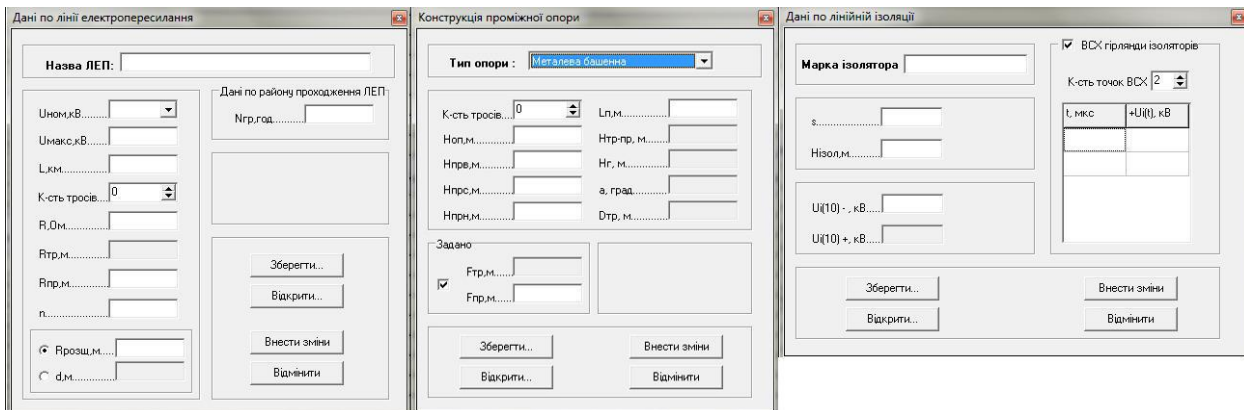 Дані по лінії електропересилання
Назва ЛЕП:
Uном,кВ.......
Uмакс,кВ......
L,км..............
К-сть тросів.... 0
R,Ом............
Rтр,м............
Rпр,м............
n...................
Rрозщ,м.....
d,м..............
Дані по району проходження ЛЕП
Nгр,год..........
Зберегти...
Відкрити...
Внести зміни
Відмінити
Конструкція проміжної опори
Тип опори : Металева башенна
К-сть тросів.... 0
Hоп,м............
Hпрв,м..........
Hпрс,м..........
Hпрн,м..........
Lп,м..............
Hтр-пр, м.......
Hг, м.............
a, град..........
Dтр, м...........
Задано
Fтр,м......
Fпр,м......
Зберегти...
Внести зміни
Відкрити...
Відмінити
Дані по лінійній ізоляції
Марка ізолятора
s...................
Hізол,м.........
Ui(10) - , кВ.....
Ui(10) +, кВ.....
ВСХ гірлянди ізоляторів
К-сть точок ВСХ 2
t, мкс +Ui(t), кВ
Зберегти...
Внести зміни
Відкрити...
Відмінити